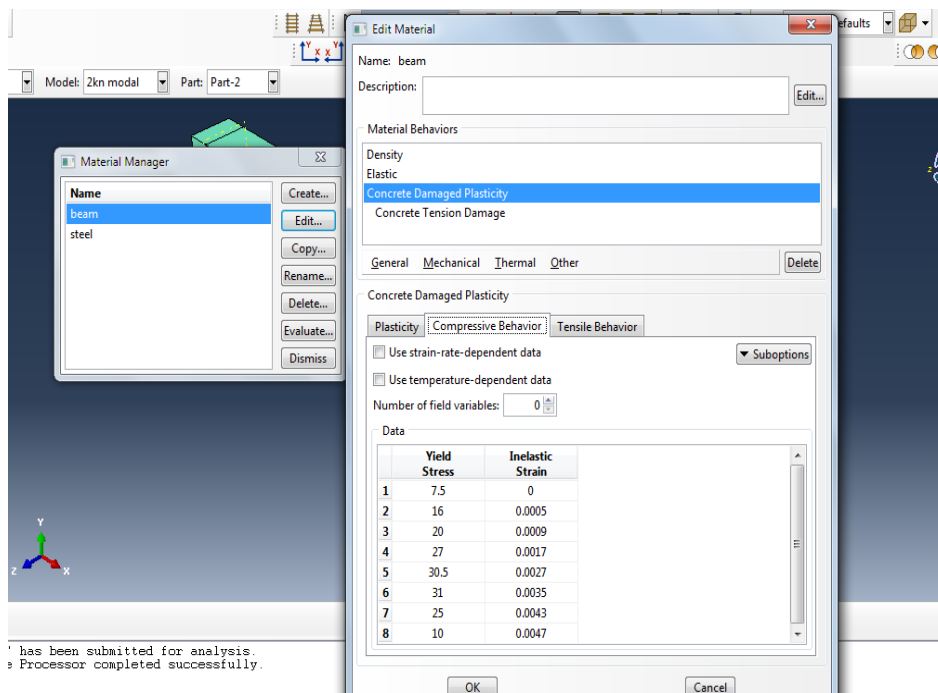 efaults
Model: 2kn modal Part: Part-2
Edit Material
Name: beam
Description:
Edit...
Material Behaviors
Density
Elastic
Concrete Damaged Plasticity
Concrete Tension Damage
General Mechanical Thermal Other Delete
Concrete Damaged Plasticity
Plasticity Compressive Behavior Tensile Behavior
Use strain-rate-dependent data
Suboptions
Use temperature-dependent data
Number of field variables: 0
Data
Yield Inelastic
Stress Strain
1 7.5 0
2 16 0.0005
3 20 0.0009
4 27 0.0017
5 30.5 0.0027
6 31 0.0035
7 25 0.0043
8 10 0.0047
OK Cancel
Material Manager
Name
beam
steel
Create...
Edit...
Copy...
Rename...
Delete...
Evaluate...
Dismiss
Y
Z X
Y X X Y
z
' has been submitted for analysis.
e Processor completed successfully.